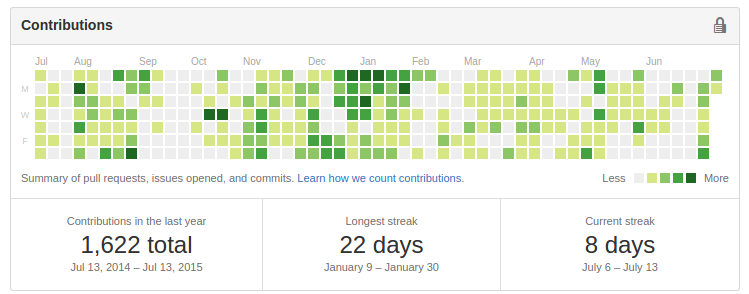 Contributions
Jul Aug Sep Oct Nov Dec Jan Feb Mar Apr May Jun
M
W
F
Summary of pull requests, issues opened, and commits. Learn how we count contributions.
Less More
Contributions in the last year
1,622 total
Jul 13, 2014 – Jul 13, 2015
Longest streak
22 days
January 9 – January 30
Current streak
8 days
July 6 – July 13